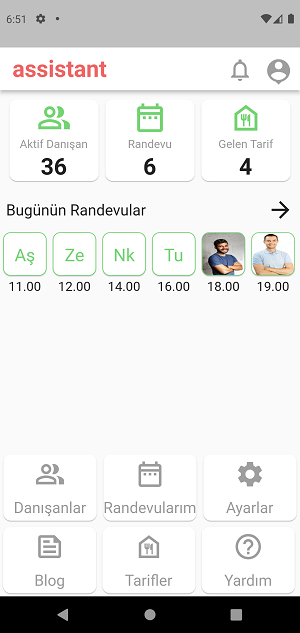 6:51
assistant
Aktif Danışan
Randevu
Gelen Tarif
36
6
4
Bugünün Randevular
Aş
Ze
Nk
Tu
11.00
12.00
14.00
16.00
18.00
19.00
Danışanlar
Randevularım
Ayarlar
Blog
Tarifler
Yardım